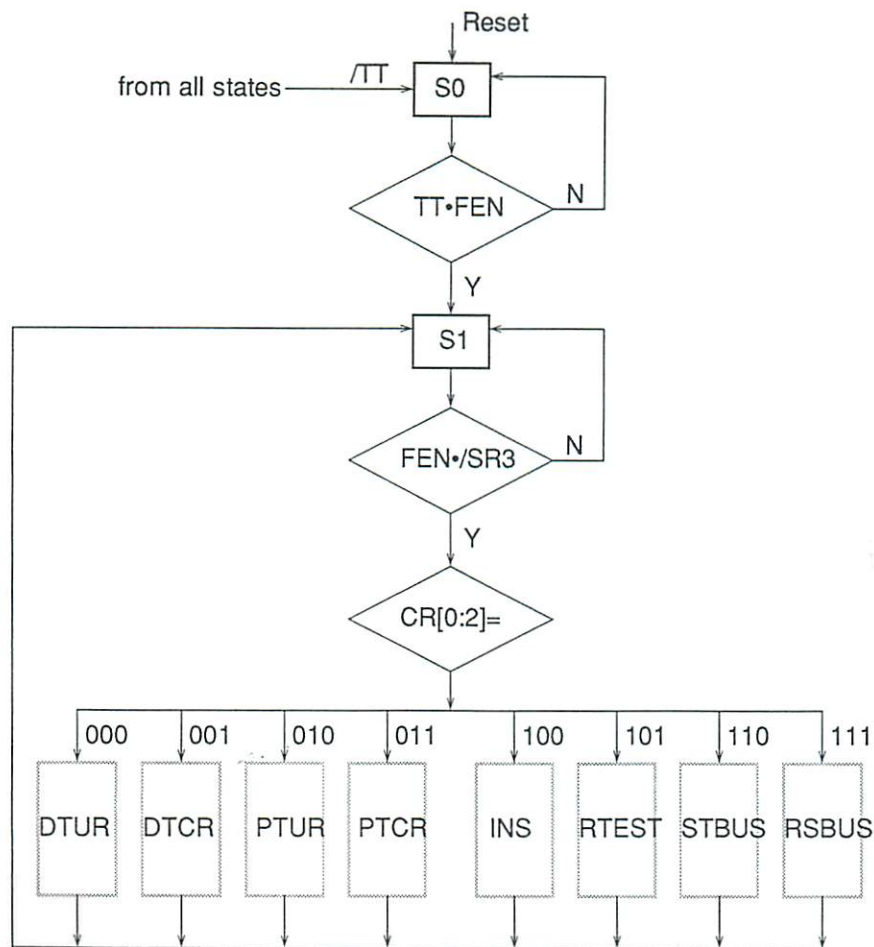 Reset
from all states
/TT
S0
TT•FEN
N
Y
S1
FEN•/SR3
N
Y
CR[0:2]=
000 001 010 011 100 101 110 111
DTUR DTCR PTUR PTCR INS RTEST STBUS RSBUS